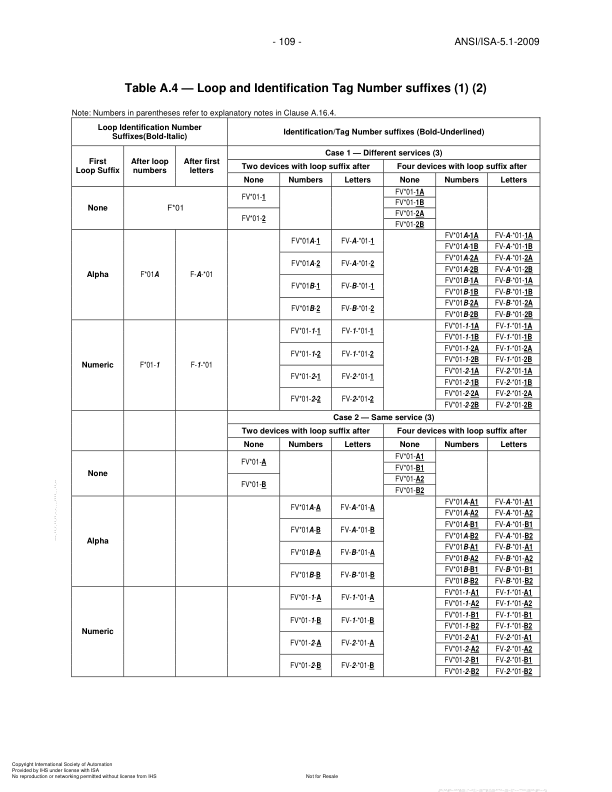 - 109 - ANSI/ISA-5.1-2009
Table A.4 — Loop and Identification Tag Number suffixes (1) (2)
Note: Numbers in parentheses refer to explanatory notes in Clause A.16.4.
Loop Identification Number Suffixes(Bold-Italic) Identification/Tag Number suffixes (Bold-Underlined)
First Loop Suffix After loop numbers After first letters Case 1 — Different services (3)
Two devices with loop suffix after Four devices with loop suffix after
None Numbers Letters None Numbers Letters
None F*01 FV*01-1 FV*01-1A
FV*01-1B
FV*01-2 FV*01-2A
FV*01-2B
Alpha F*01A F-A-*01 FV*01A-1 FV-A-*01-1 FV*01A-1A FV-A-*01-1A
FV*01A-1B FV-A-*01-1B
FV*01A-2 FV-A-*01-2 FV*01A-2A FV-A-*01-2A
FV*01A-2B FV-A-*01-2B
FV*01B-1 FV-B-*01-1 FV*01B-1A FV-B-*01-1A
FV*01B-1B FV-B-*01-1B
FV*01B-2 FV-B-*01-2 FV*01B-2A FV-B-*01-2A
FV*01B-2B FV-B-*01-2B
Numeric F*01-1 F-1-*01 FV*01-1-1 FV-1-*01-1 FV*01-1-1A FV-1-*01-1A
FV*01-1-1B FV-1-*01-1B
FV*01-1-2 FV-1-*01-2 FV*01-1-2A FV-1-*01-2A
FV*01-1-2B FV-1-*01-2B
FV*01-2-1 FV-2-*01-1 FV*01-2-1A FV-2-*01-1A
FV*01-2-1B FV-2-*01-1B
FV*01-2-2 FV-2-*01-2 FV*01-2-2A FV-2-*01-2A
FV*01-2-2B FV-2-*01-2B
Case 2 — Same service (3)
Two devices with loop suffix after Four devices with loop suffix after
None Numbers Letters None Numbers Letters
None FV*01-A FV*01-A1
FV*01-B1
FV*01-B FV*01-A2
FV*01-B2
Alpha FV*01A-A FV-A-*01-A FV*01A-A1 FV-A-*01-A1
FV*01A-A2 FV-A-*01-A2
FV*01A-B FV-A-*01-B FV*01A-B1 FV-A-*01-B1
FV*01A-B2 FV-A-*01-B2
FV*01B-A FV-B-*01-A FV*01B-A1 FV-B-*01-A1
FV*01B-A2 FV-B-*01-A2
FV*01B-B FV-B-*01-B FV*01B-B1 FV-B-*01-B1
FV*01B-B2 FV-B-*01-B2
Numeric FV*01-1-A FV-1-*01-A FV*01-1-A1 FV-1-*01-A1
FV*01-1-A2 FV-1-*01-A2
FV*01-1-B FV-1-*01-B FV*01-1-B1 FV-1-*01-B1
FV*01-1-B2 FV-1-*01-B2
FV*01-2-A FV-2-*01-A FV*01-2-A1 FV-2-*01-A1
FV*01-2-A2 FV-2-*01-A2
FV*01-2-B FV-2-*01-B FV*01-2-B1 FV-2-*01-B1
FV*01-2-B2 FV-2-*01-B2
Copyright International Society of Automation
Provided by IHS under license with ISA
No reproduction or networking permitted without license from IHS Not for Resale